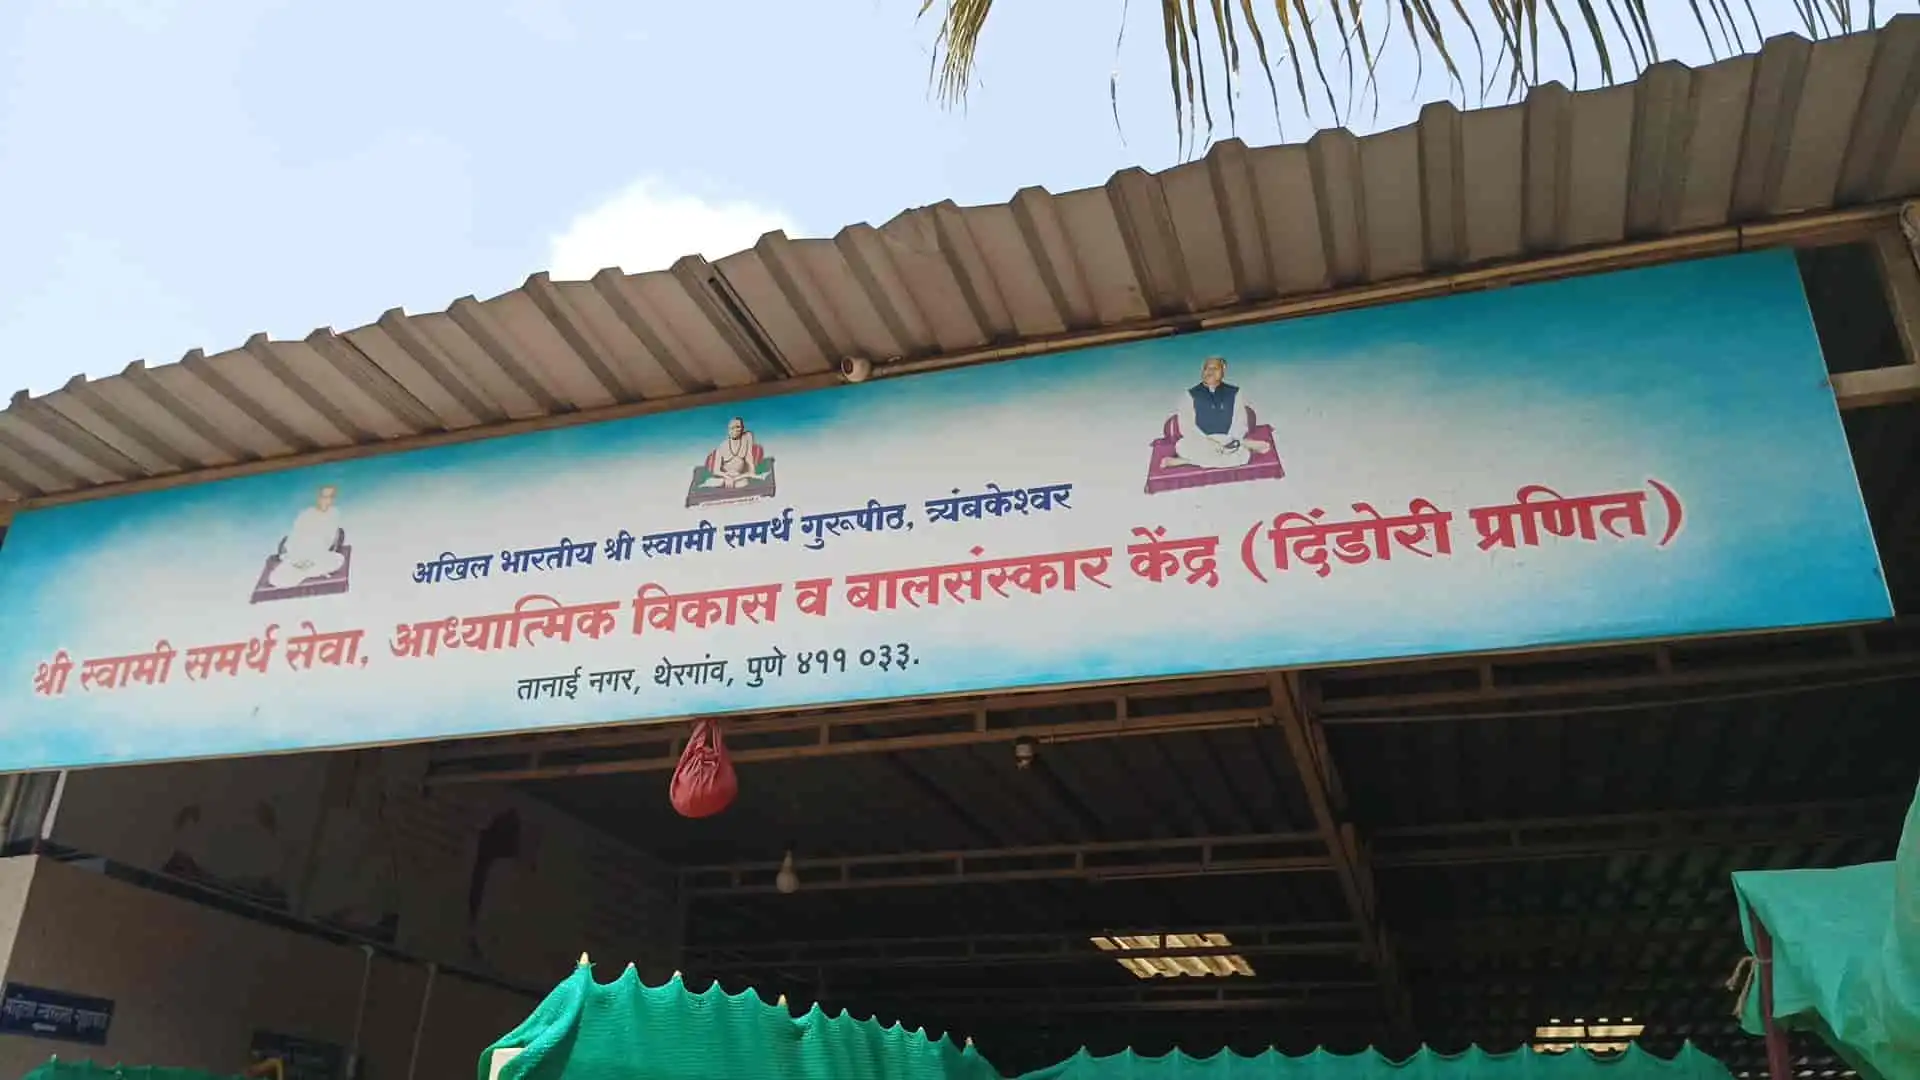 अखिल भारतीय श्री स्वामी समर्थ गुरूपीठ, त्र्यंबकेश्वर
श्री स्वामी समर्थ सेवा, आध्यात्मिक विकास व बालसंस्कार केंद्र (दिंडोरी प्रणित)
तानाई नगर, थेरगांव, पुणे ४११ ०३३.